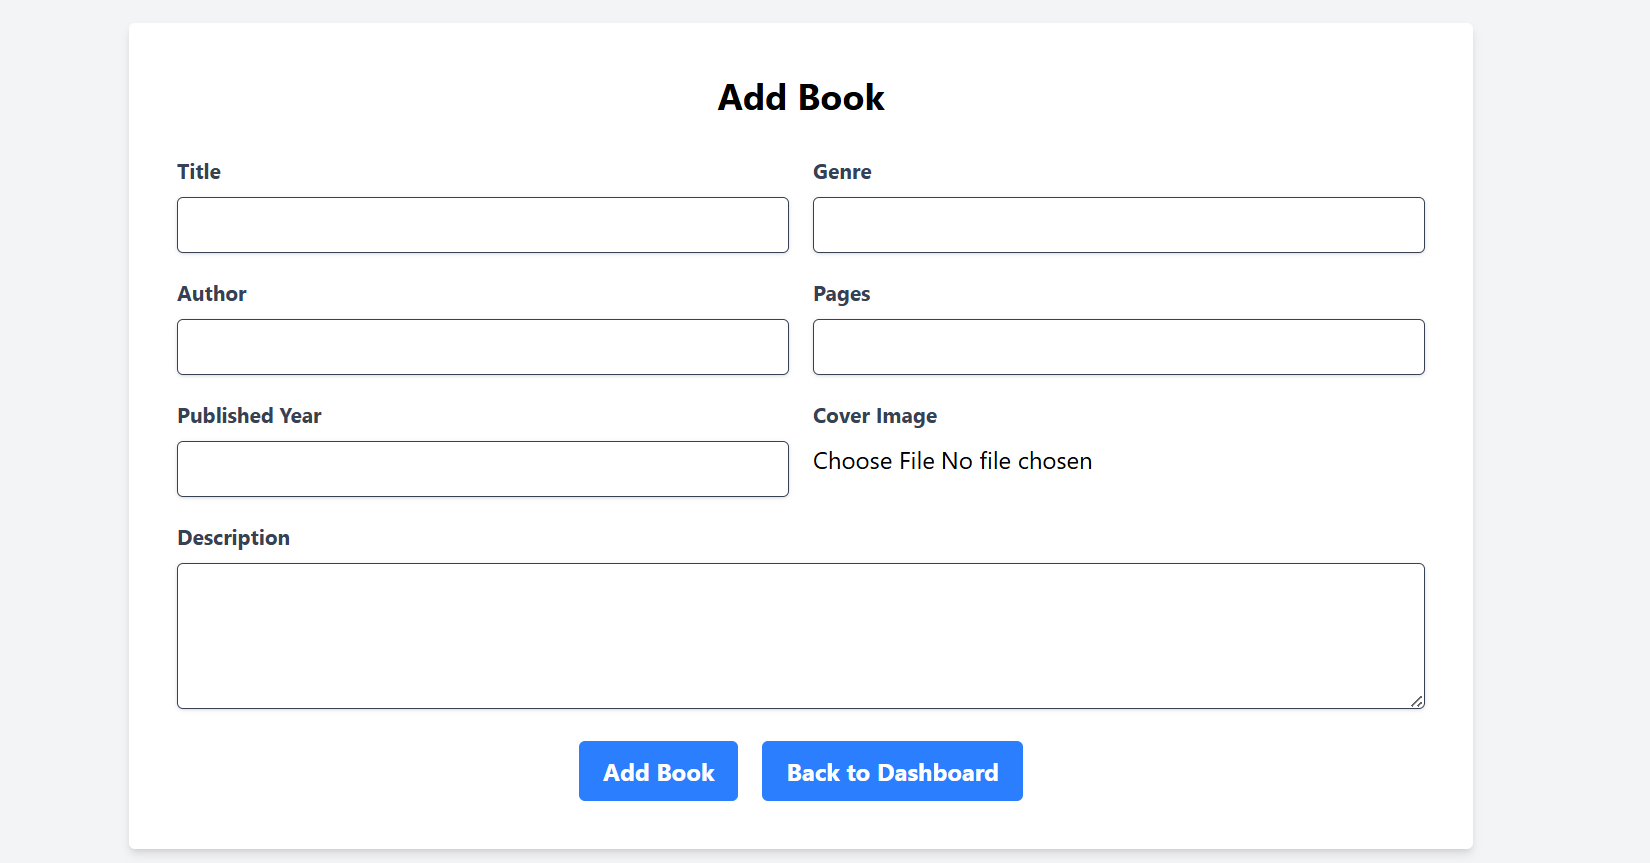 Add Book
Title
Genre
Author
Pages
Published Year
Cover Image
Choose File No file chosen
Description
Add Book
Back to Dashboard